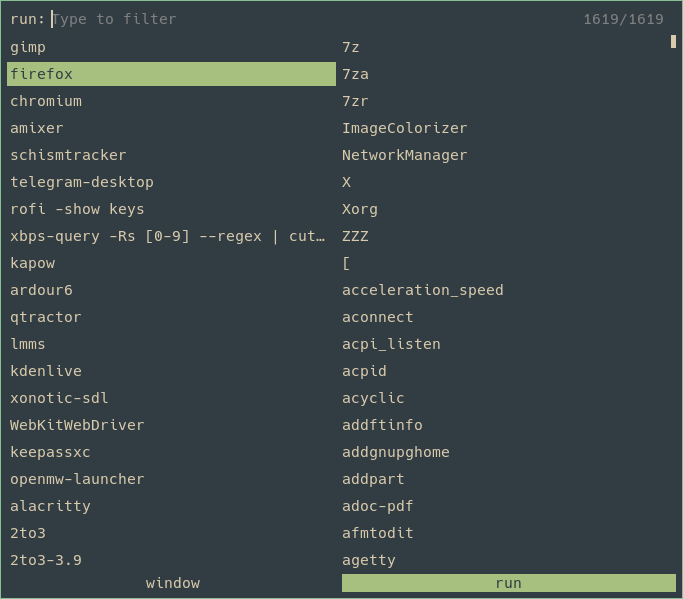 run: Type to filter 1619/1619
gimp
firefox
chromium
amixer
schismtracker
telegram-desktop
rofi -show keys
xbps-query -Rs [0-9] --regex | cut…
kapow
ardour6
qtractor
lmms
kdenlive
xonotic-sdl
WebKitWebDriver
keepassxc
openmw-launcher
alacritty
2to3
2to3-3.9
7z
7za
7zr
ImageColorizer
NetworkManager
X
Xorg
ZZZ
[
acceleration_speed
aconnect
acpi_listen
acpid
acyclic
addftinfo
addgnupghome
addpart
adoc-pdf
afmtodit
agetty
window run